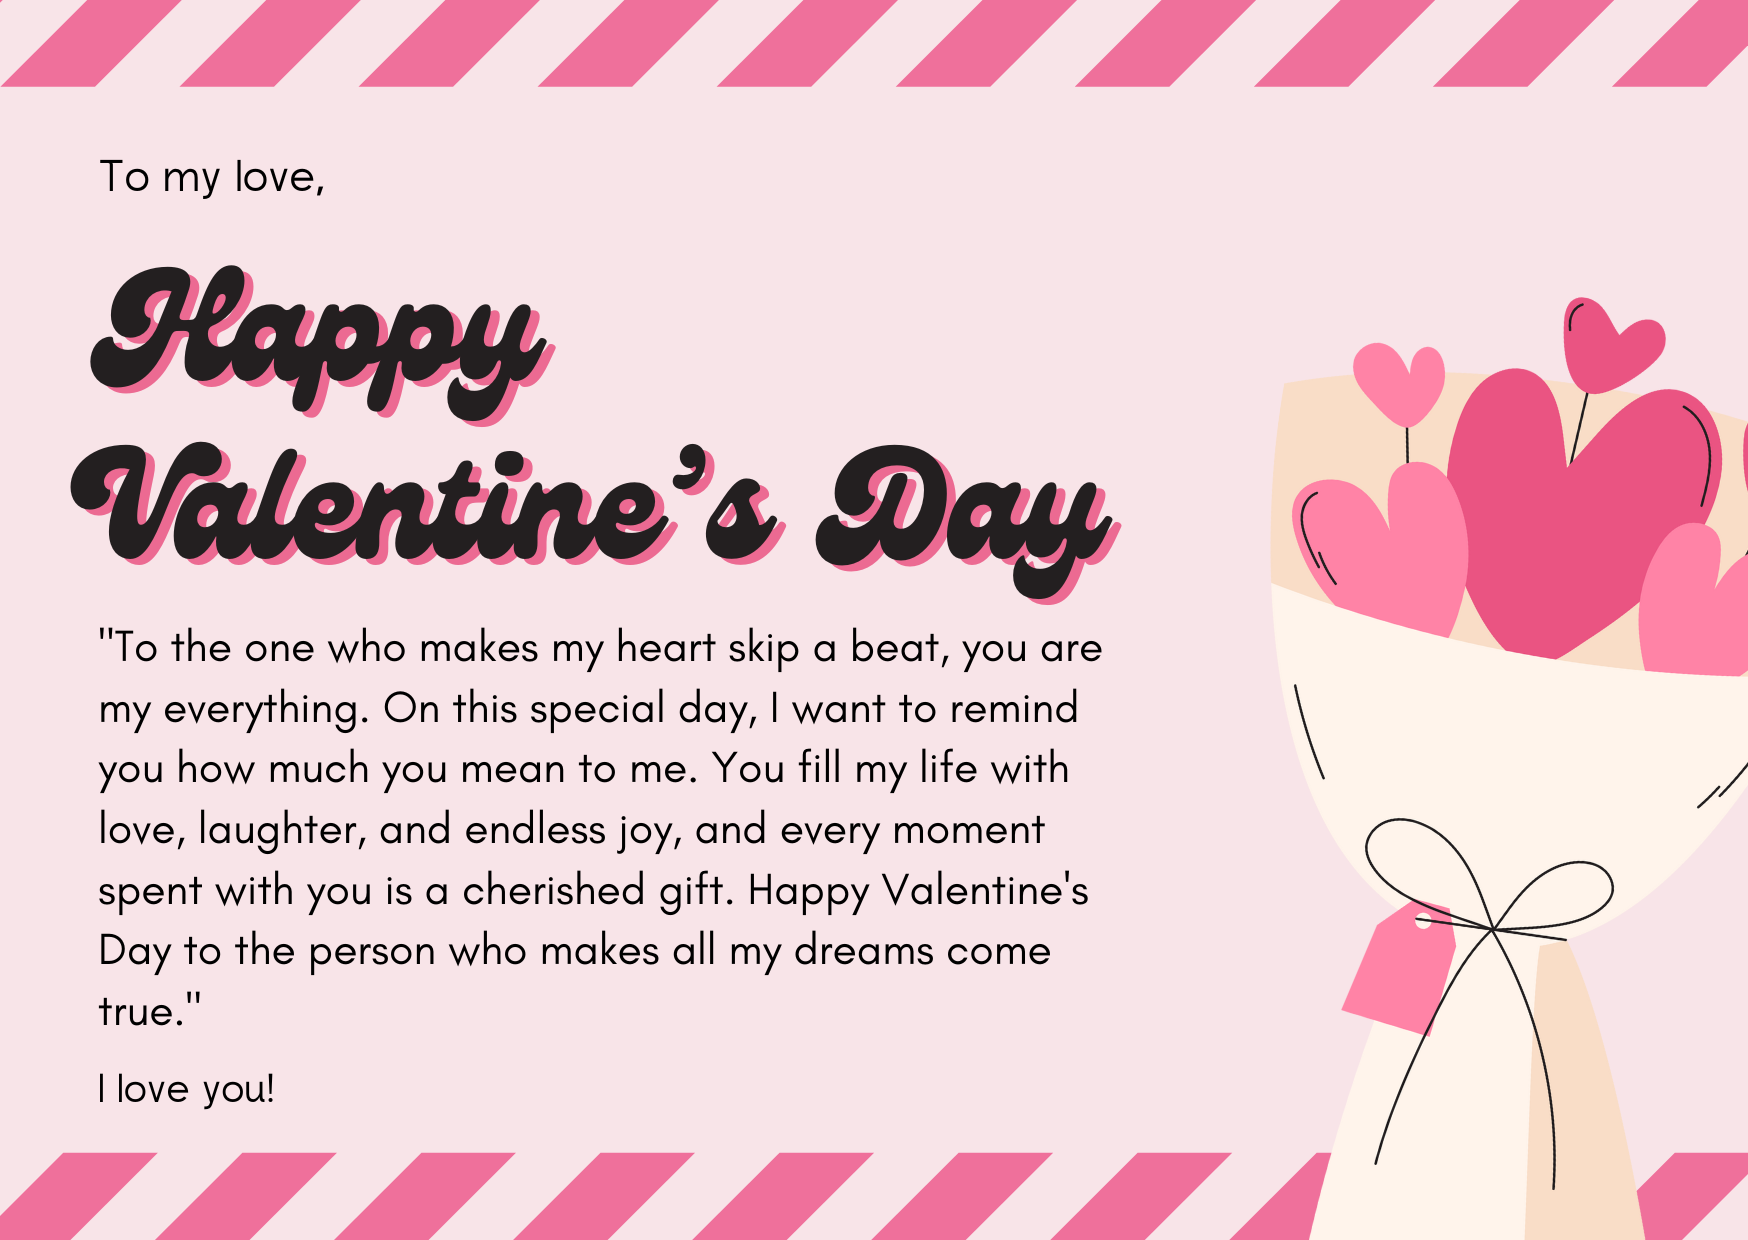 To my love,
Happy
Valentine’s Day
"To the one who makes my heart skip a beat, you are
my everything. On this special day, I want to remind
you how much you mean to me. You fill my life with
love, laughter, and endless joy, and every moment
spent with you is a cherished gift. Happy Valentine's
Day to the person who makes all my dreams come
true."
I love you!